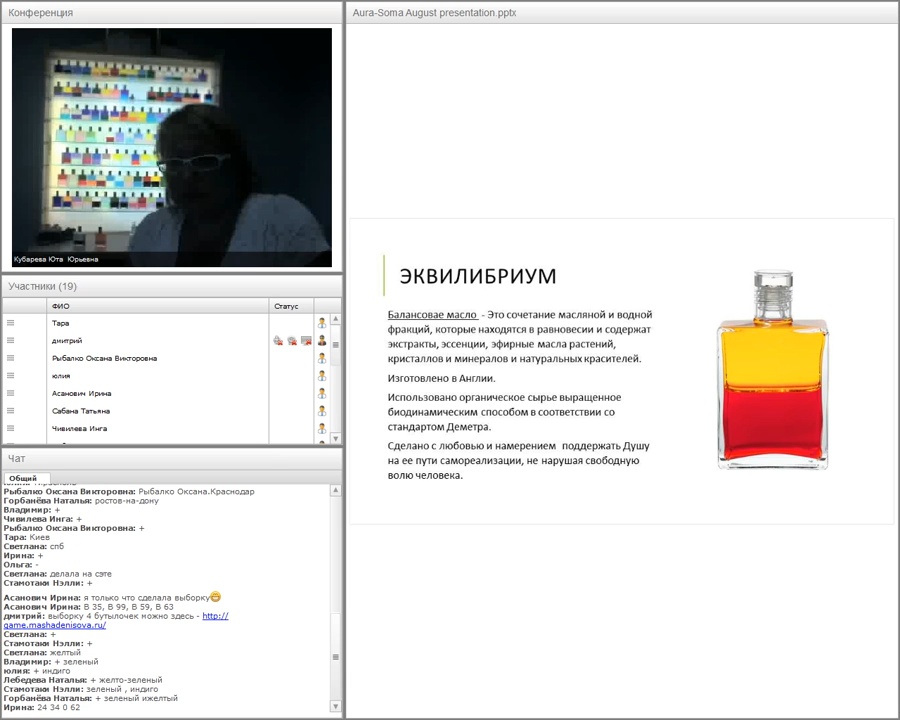 Конференция
Кубарева Юта Юрьевна
Участники (19)
ФИО
Статус
Тара
дмитрий
Рыбалко Оксана Викторовна
юлия
Асанович Ирина
Сабана Татьяна
Чивилева Инга
Чат
Общий
Рыбалко Оксана Викторовна: Рыбалко Оксана.Краснодар
Горбанёва Наталья: ростов-на-дону
Владимир: +
Чивилева Инга: +
Рыбалко Оксана Викторовна: +
Тара: Киев
Светлана: спб
Ирина: +
Ольга: -
Светлана: делала на сэте
Стамотаки Нэлли: +
Асанович Ирина: я только что сделала выборку
Асанович Ирина: В 35, В 99, В 59, В 63
дмитрий: выборку 4 бутылочек можно здесь - http://
game.mashadenisova.ru/
Светлана: +
Стамотаки Нэлли: +
Светлана: желтый
Владимир: + зеленый
юлия: + индиго
Лебедева Наталья: + желто-зеленый
Стамотаки Нэлли: зеленый , индиго
Горбанёва Наталья: + зеленый ижелтый
Ирина: 24 34 0 62
Aura-Soma August presentation.pptx
ЭКВИЛИБРИУМ
Балансовае масло - Это сочетание масляной и водной
фракций, которые находятся в равновесии и содержат
экстракты, эссенции, эфирные масла растений,
кристаллов и минералов и натуральных красителей.
Изготовлено в Англии.
Использовано органическое сырье выращенное
биодинамическим способом в соответствии со
стандартом Деметра.
Сделано с любовью и намерением поддержать Душу
на ее пути самореализации, не нарушая свободную
волю человека.